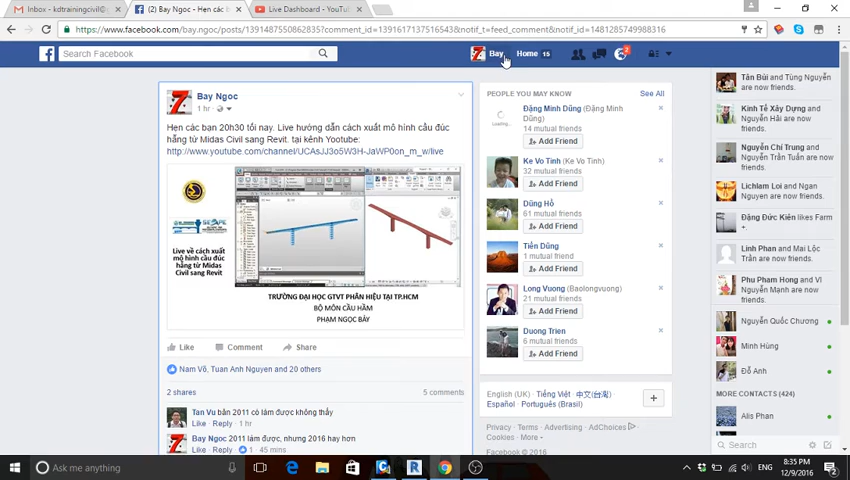 Inbox - kdtrainingcivil@g
(2) Bay Ngoc - Hẹn các b
Live Dashboard - YouTu
https://www.facebook.com/bay.ngoc.79/posts/1391487550828375?comment_id=1391617137516543&notif_t=feed_comment&notif_id=1481285749988316
Search Facebook
Bay
Home 15
2
Bay Ngoc
1 hr
Hẹn các bạn 20h30 tối nay. Live hướng dẫn cách xuất mô hình cầu đúc
hẫng từ Midas Civil sang Revit. tại kênh Yootube:
http://www.youtube.com/channel/UCAsJJ3o5W3H-JaWP0on_m_w/live
Live về cách xuất
mô hình cầu đúc
hẫng từ Midas
Civil sang Revit
TRƯỜNG ĐẠI HỌC GTVT PHÂN HIỆU TẠI TP.HCM
BỘ MÔN CẦU HẦM
PHẠM NGỌC BẢY
Like Comment Share
Nam Võ, Tuan Anh Nguyen and 20 others
2 shares
5 comments
Tan Vu bản 2011 có làm được không thầy
Like · Reply · 1 hr
Bay Ngoc 2011 làm được, nhưng 2016 hay hơn
Like · Reply · 1 · 45 mins
PEOPLE YOU MAY KNOW
See All
Loading...
Đặng Minh Dũng (Đặng Minh
Dũng)
14 mutual friends
Add Friend
Ke Vo Tinh (Ke Vo Tinh)
32 mutual friends
Add Friend
Dũng Hồ
61 mutual friends
Add Friend
Tiến Dũng
1 mutual friend
Add Friend
Long Vuong (Baolongvuong)
21 mutual friends
Add Friend
Duong Trien
6 mutual friends
Add Friend
English (US) · Tiếng Việt · 中文(台灣) ·
Español · Português (Brasil)
Privacy · Terms · Advertising · AdChoices ·
Cookies · More
Facebook © 2016
Tân Bùi and Tùng Nguyễn
are now friends.
Kinh Tế Xây Dựng and
Nguyễn Hải are now friends.
Nguyễn Chí Trung and
Nguyễn Trần Tuấn are now
friends.
Lichlam Loi and Ngan
Nguyen are now friends.
Đặng Đức Kiên likes Farm
+.
Linh Phan and Mai Lộc
Trần are now friends.
Phu Pham Hong and Vĩ
Nguyễn Mạnh are now
friends.
Nguyễn Quốc Chương
Minh Hùng
Đỗ Anh
MORE CONTACTS (424)
Alis Phan
Search
Ask me anything
ENG
8:35 PM
12/9/2016